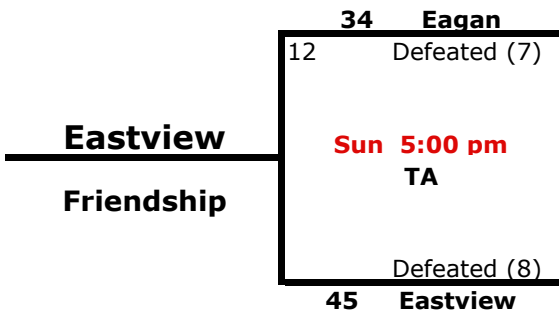 34 Eagan
12 Defeated (7)
Eastview
Sun 5:00 pm
TA
Friendship
Defeated (8)
45 Eastview